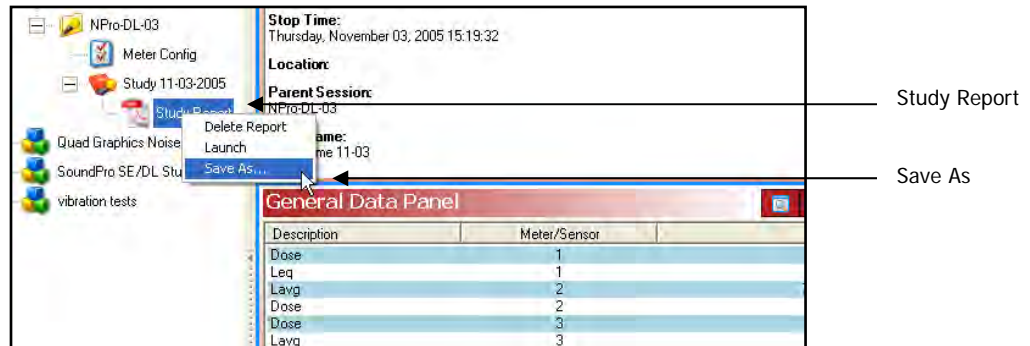 NPro-DL-03
Meter Config
Study 11-03-2005
Study Report
Quad Graphics Noise
SoundPro SE/DL Stu
vibration tests
Delete Report
Launch
Save As...
Stop Time:
Thursday, November 03, 2005 15:19:32
Location:
Parent Session:
NPro-DL-03
ame:
me 11-03
General Data Panel
Description Meter/Sensor
Dose 1
Leq 1
Lavg 2
Dose 2
Dose 3
Lavg 3
Study Report
Save As